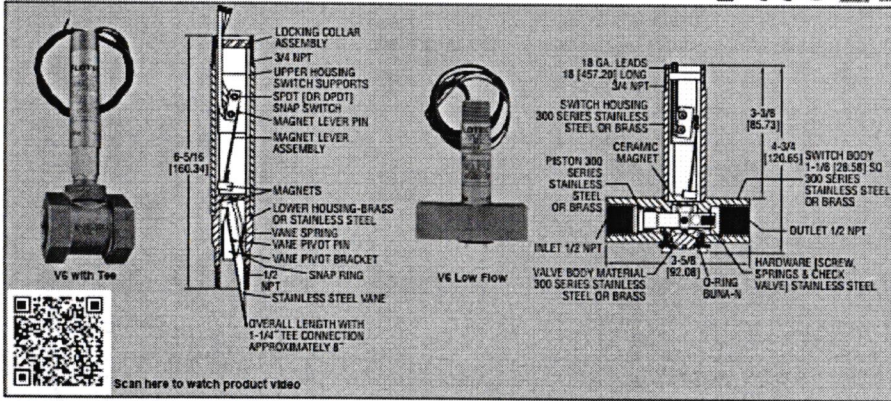 LOCKING COLLAR
ASSEMBLY
3/4 NPT
UPPER HOUSING
SWITCH SUPPORTS
SPDT [OR DPDT]
SNAP SWITCH
MAGNET LEVER PIN
MAGNET LEVER
ASSEMBLY
6-5/16
[160.34]
MAGNETS
LOWER HOUSING-BRASS
OR STAINLESS STEEL
VANE SPRING
VANE PIVOT PIN
VANE PIVOT BRACKET
SNAP RING
1/2
NPT
STAINLESS STEEL VANE
OVERALL LENGTH WITH
1-1/4" TEE CONNECTION
APPROXIMATELY 8"
V6 with Tee
Scan here to watch product video
V6 Low Flow
18 GA. LEADS
18 [457.20] LONG
3/4 NPT
SWITCH HOUSING
300 SERIES STAINLESS
STEEL OR BRASS
CERAMIC
MAGNET
PISTON 300
SERIES
STAINLESS
STEEL
OR BRASS
3-3/8
[85.73]
4-3/4
[120.65]
SWITCH BODY
1-1/8 [28.58] SQ
300 SERIES
STAINLESS STEEL
OR BRASS
OUTLET 1/2 NPT
INLET 1/2 NPT
3-5/8
[92.08]
VALVE BODY MATERIAL
300 SERIES STAINLESS
STEEL OR BRASS
O-RING
BUNA-N
HARDWARE [SCREW,
SPRINGS & CHECK
VALVE] STAINLESS STEEL